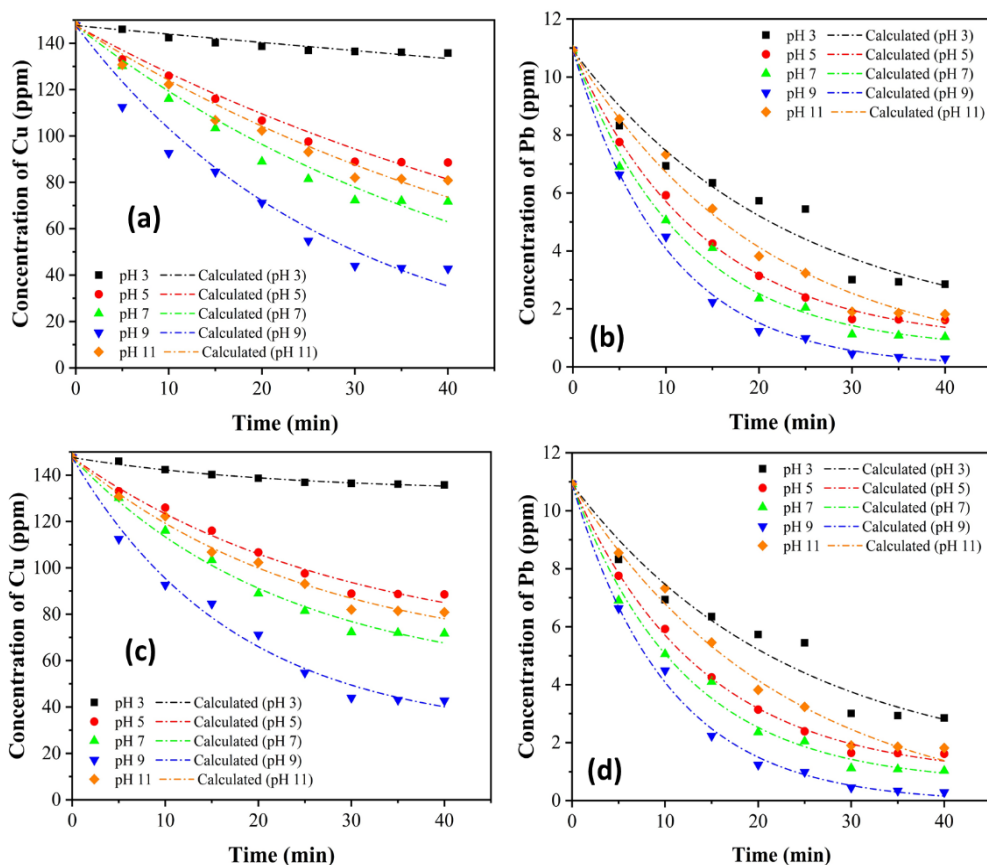 Concentration of Cu (ppm)
140
120
100
80
60
40
20
0
(a)
pH 3 Calculated (pH 3)
pH 5 Calculated (pH 5)
pH 7 Calculated (pH 7)
pH 9 Calculated (pH 9)
pH 11 Calculated (pH 11)
0 10 20 30 40
Time (min)
Concentration of Pb (ppm)
12
10
8
6
4
2
0
pH 3 Calculated (pH 3)
pH 5 Calculated (pH 5)
pH 7 Calculated (pH 7)
pH 9 Calculated (pH 9)
pH 11 Calculated (pH 11)
(b)
0 10 20 30 40
Time (min)
Concentration of Cu (ppm)
140
120
100
80
60
40
20
0
(c)
pH 3 Calculated (pH 3)
pH 5 Calculated (pH 5)
pH 7 Calculated (pH 7)
pH 9 Calculated (pH 9)
pH 11 Calculated (pH 11)
0 10 20 30 40
Time (min)
Concentration of Pb (ppm)
12
10
8
6
4
2
0
pH 3 Calculated (pH 3)
pH 5 Calculated (pH 5)
pH 7 Calculated (pH 7)
pH 9 Calculated (pH 9)
pH 11 Calculated (pH 11)
(d)
0 10 20 30 40
Time (min)